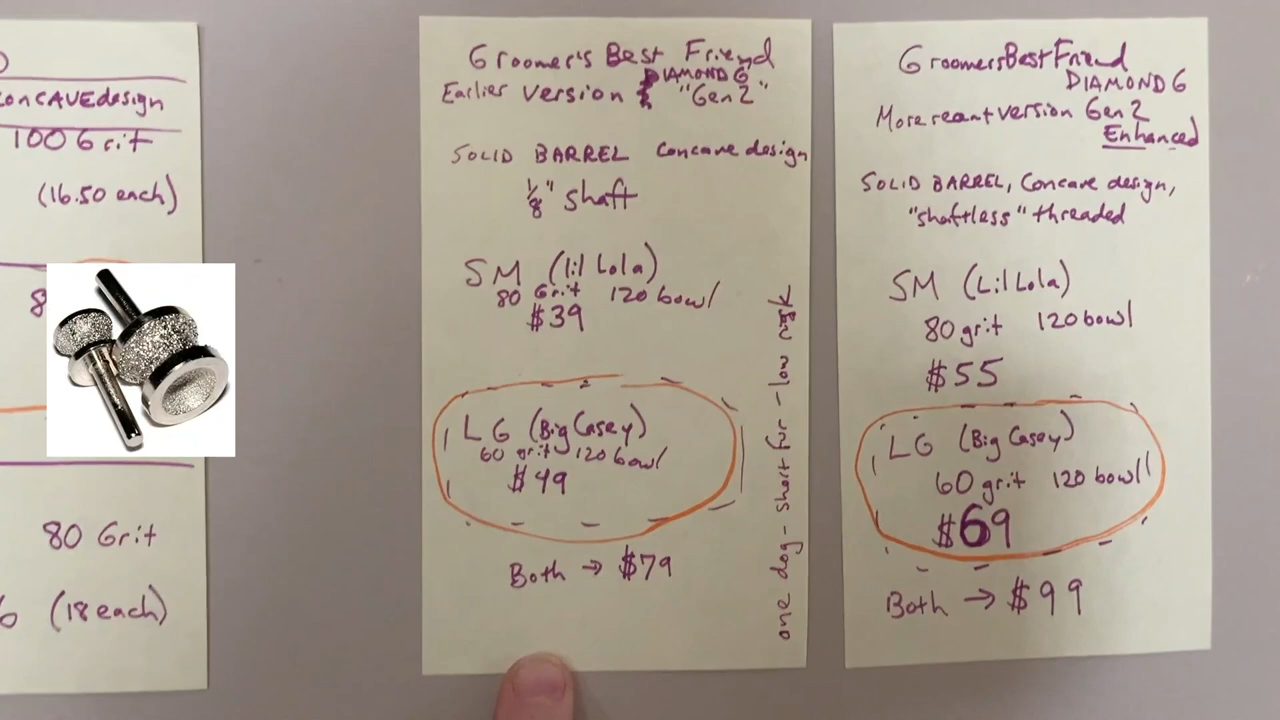 CONCAVE design
100 Grit
(16.50 each)
80 Grit
(18 each)
Groomer's Best Friend
DIAMOND G
Earlier version "Gen 2"
SOLID BARREL Concave design
1/8" shaft
SM (Lil Lola)
80 Grit 120 bowl
$39
LG (Big Casey)
60 grit 120 bowl
$49
Both → $79
one dog - short fur - low risk
GroomersBestFriend
DIAMOND G
More recent version Gen 2
Enhanced
SOLID BARREL, Concave design,
"shaftless" threaded
SM (Lil Lola)
80 grit 120 bowl
$55
LG (Big Casey)
60 grit 120 bowl
$69
Both → $99